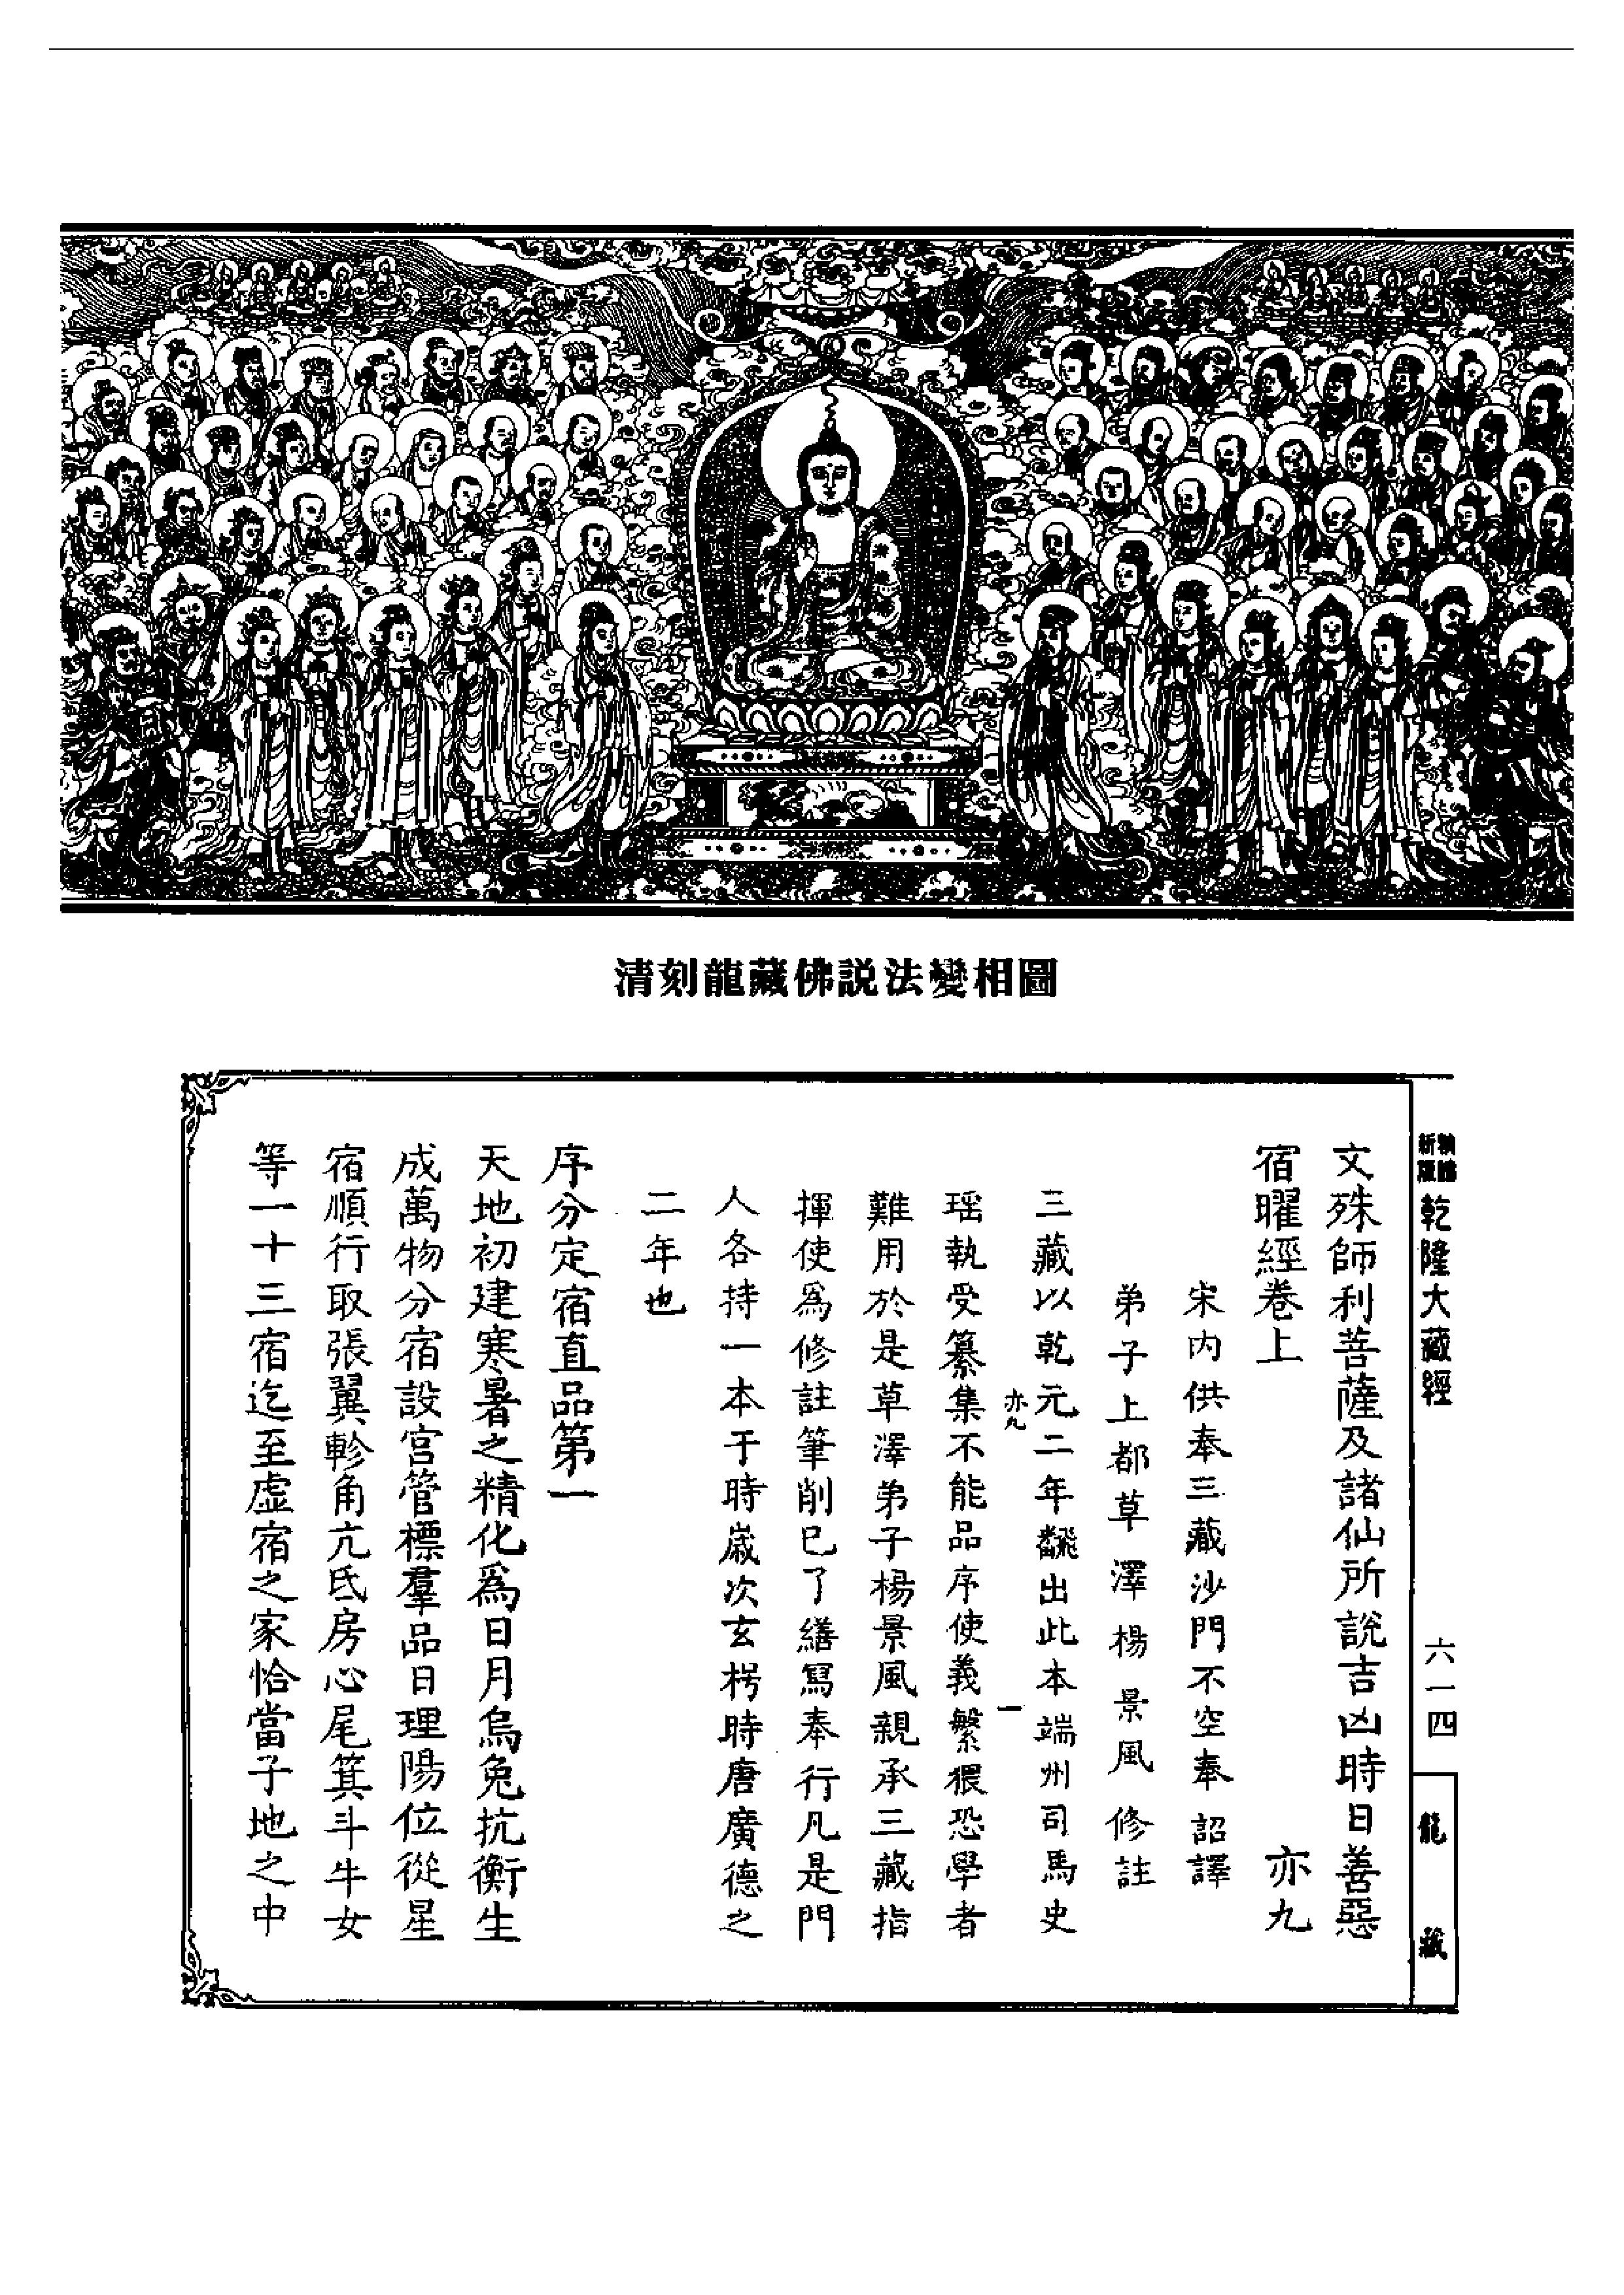 清刻龍藏佛説法變相圖
新版
乾隆大藏經
六一四
龍藏
文殊師利菩薩及諸仙所說吉凶時日善惡
宿曜經卷上 亦九
宋内供奉三藏沙門不空奉 詔譯
弟子上都草澤楊景風修註
三藏以乾元二年飜出此本端州司馬史
亦九 一
瑶執受纂集不能品序使義繁猥恐學者
難用於是草澤弟子楊景風親承三藏指
揮使爲修註筆削巳了繕冩奉行凡是門
人各持一本于時嵗次玄枵時唐廣德之
二年也
序分定宿直品第一
天地初建寒暑之精化爲日月烏兔抗衡生
成萬物分宿設宮管標羣品日理陽位從星
宿順行取張翼軫角亢氐房心尾箕斗牛女
等一十三宿迄至虛宿之家恰當子地之中